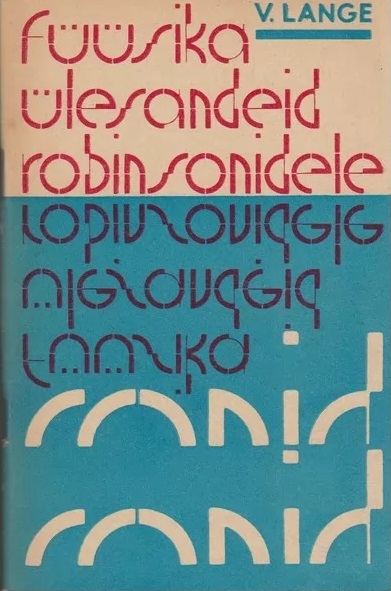 V. LANGE
füüsika
ülesandeid
robinsonidele